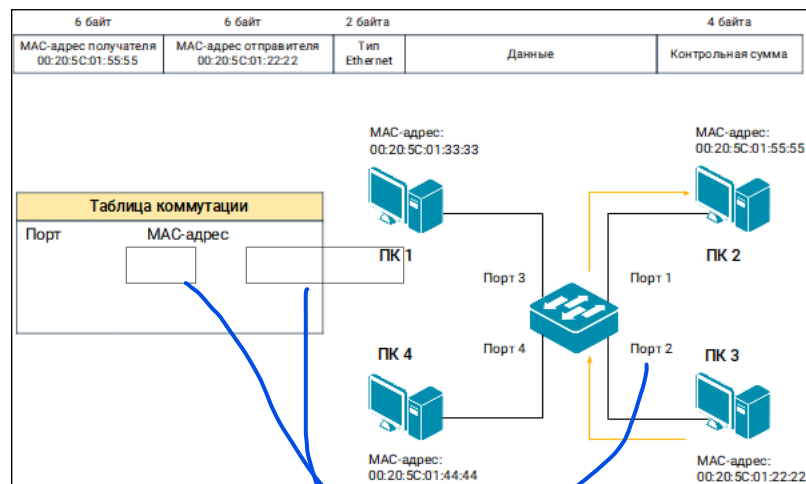 6 байт
6 байт
2 байта
4 байта
MAC-адрес получателя
00:20:5C:01:55:55
MAC-адрес отправителя
00:20:5C:01:22:22
Тип
Ethernet
Данные
Контрольная сумма
MAC-адрес:
00:20:5C:01:33:33
MAC-адрес:
00:20:5C:01:55:55
Таблица коммутации
Порт
MAC-адрес
ПК 1
ПК 2
Порт 3
Порт 1
Порт 4
Порт 2
ПК 4
ПК 3
MAC-адрес:
00:20:5C:01:44:44
MAC-адрес:
00:20:5C:01:22:22